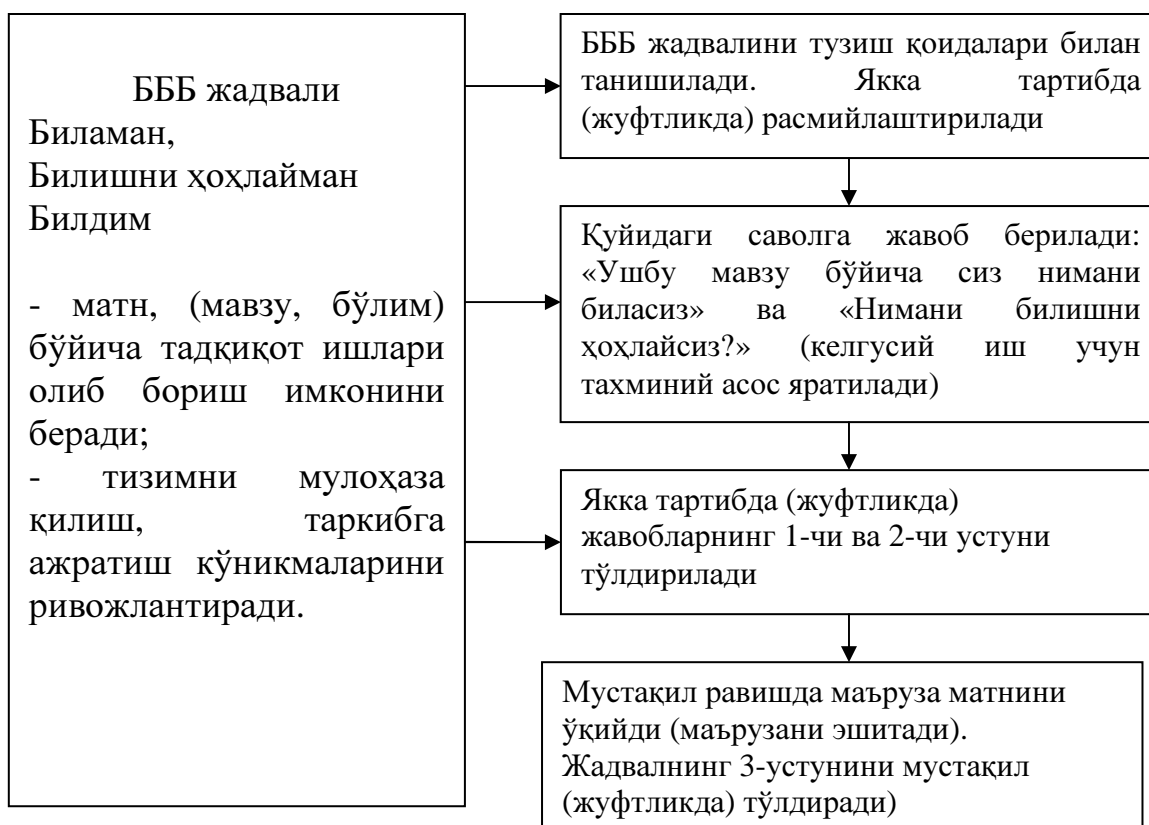 БББ жадвали
Биламан,
Билишни ҳоҳлайман
Билдим
- матн, (мавзу, бўлим)
бўйича тадқиқот ишлари
олиб бориш имконини
беради;
- тизимни мулоҳаза
қилиш, таркибга
ажратиш кўникмаларини
ривожлантиради.
БББ жадвалини тузиш қоидалари билан
танишилади. Якка тартибда
(жуфтликда) расмийлаштирилади
Қуйидаги саволга жавоб берилади:
«Ушбу мавзу бўйича сиз нимани
биласиз» ва «Нимани билишни
ҳоҳлайсиз?» (келгусий иш учун
тахминий асос яратилади)
Якка тартибда (жуфтликда)
жавобларнинг 1-чи ва 2-чи устуни
тўлдирилади
Мустақил равишда маъруза матнини
ўқийди (маърузани эшитади).
Жадвалнинг 3-устунини мустақил
(жуфтликда) тўлдиради)